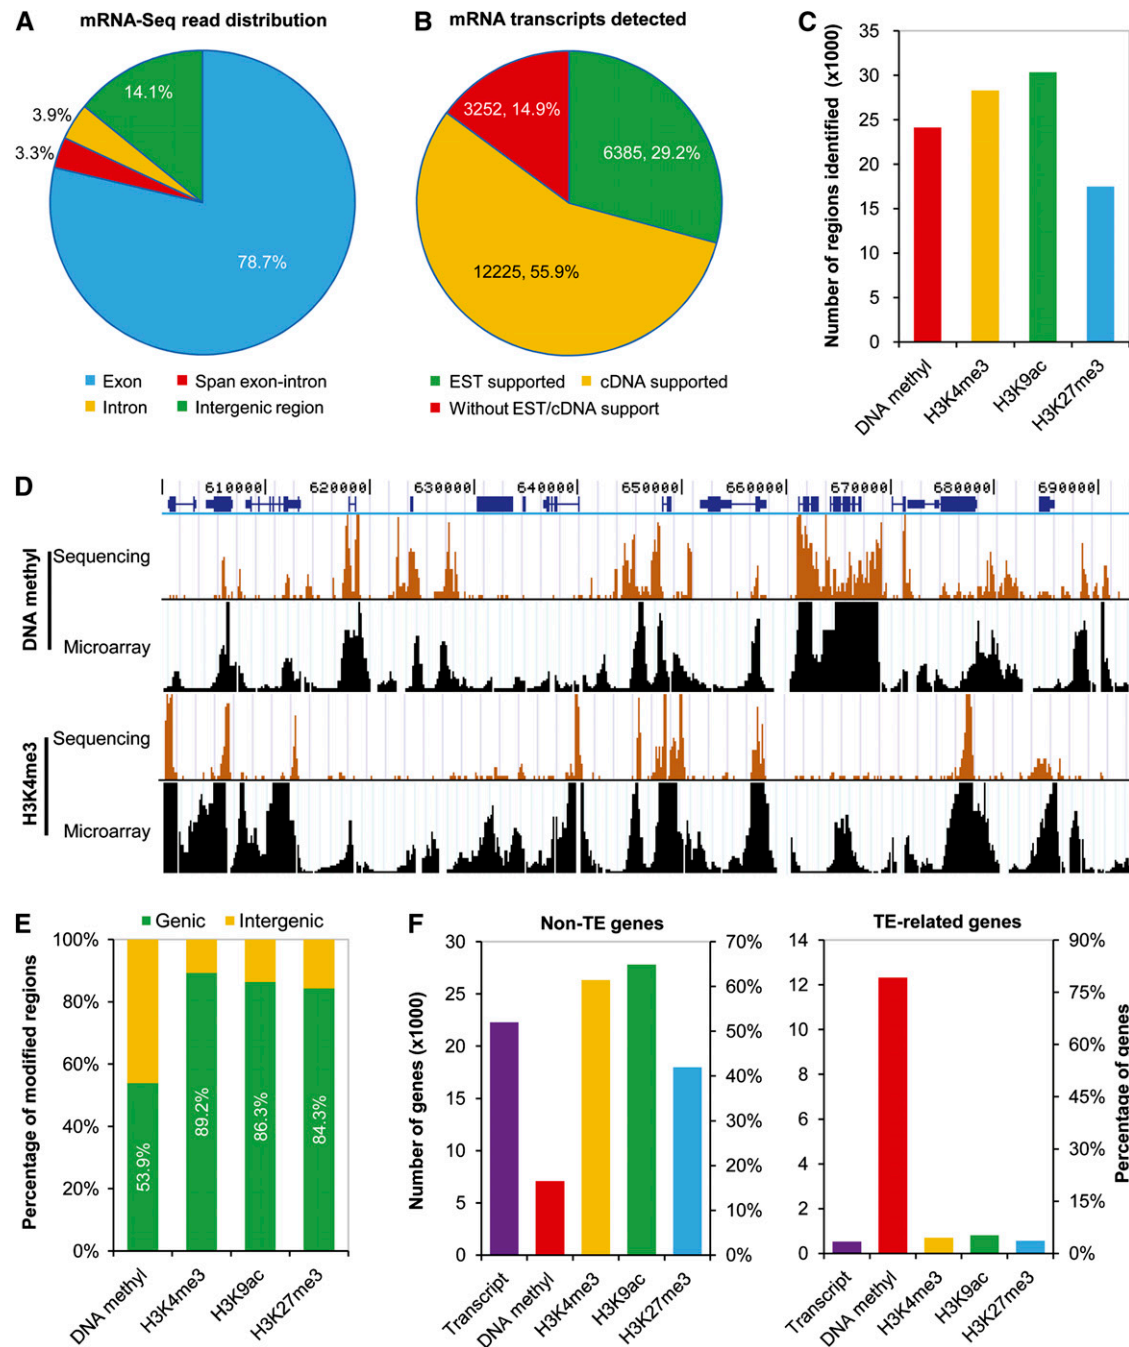 A mRNA-Seq read distribution
14.1%
3.9%
3.3%
78.7%
Exon
Span exon-intron
Intron
Intergenic region
B mRNA transcripts detected
3252, 14.9%
6385, 29.2%
12225, 55.9%
EST supported
cDNA supported
Without EST/cDNA support
C
Number of regions identified (x1000)
35
30
25
20
15
10
5
0
DNA methyl
H3K4me3
H3K9ac
H3K27me3
D
610000
620000
630000
640000
650000
660000
670000
680000
690000
DNA methyl
Sequencing
Microarray
H3K4me3
Sequencing
Microarray
E
Genic
Intergenic
Percentage of modified regions
100%
80%
60%
40%
20%
0%
53.9%
89.2%
86.3%
84.3%
DNA methyl
H3K4me3
H3K9ac
H3K27me3
F
Non-TE genes
Number of genes (x1000)
30
25
20
15
10
5
0
70%
60%
50%
40%
30%
20%
10%
0%
Transcript
DNA methyl
H3K4me3
H3K9ac
H3K27me3
TE-related genes
14
12
10
8
6
4
2
0
90%
75%
60%
45%
30%
15%
0%
Percentage of genes
Transcript
DNA methyl
H3K4me3
H3K9ac
H3K27me3